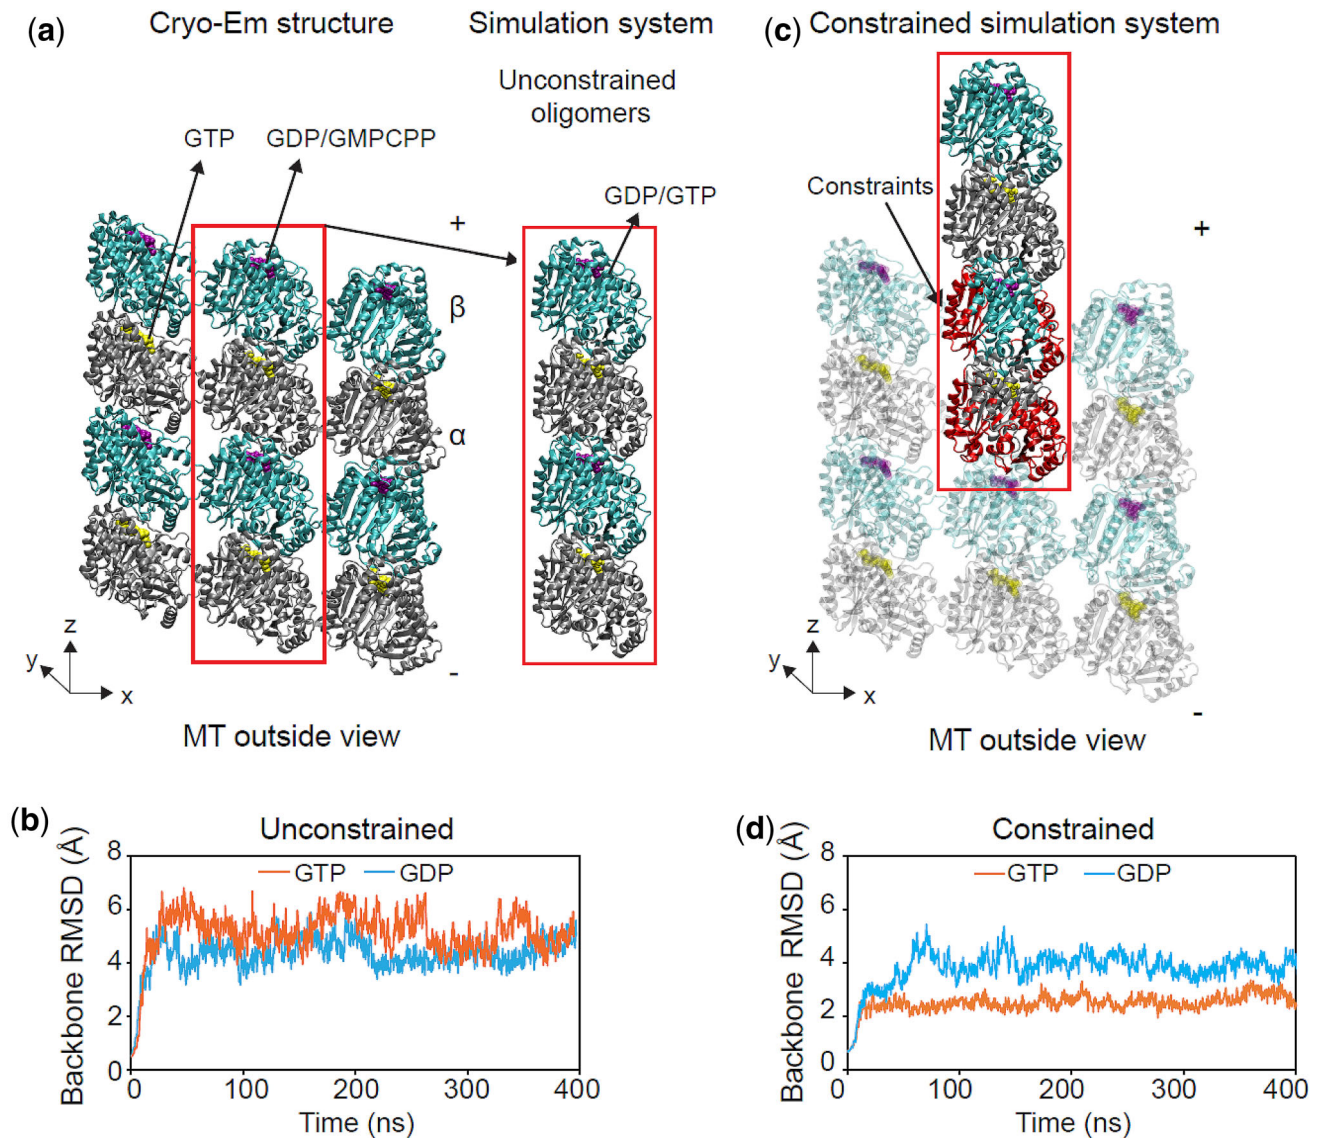 (a)
Cryo-Em structure
Simulation system
Unconstrained
oligomers
GTP
GDP/GMPCPP
GDP/GTP
+
β
α
-
z
y
x
MT outside view
(c)
Constrained simulation system
Constraints
+
-
z
y
x
MT outside view
(b)
Unconstrained
Backbone RMSD (Å)
8
6
4
2
0
GTP
GDP
0
100
200
300
400
Time (ns)
(d)
Constrained
Backbone RMSD (Å)
8
6
4
2
0
GTP
GDP
0
100
200
300
400
Time (ns)